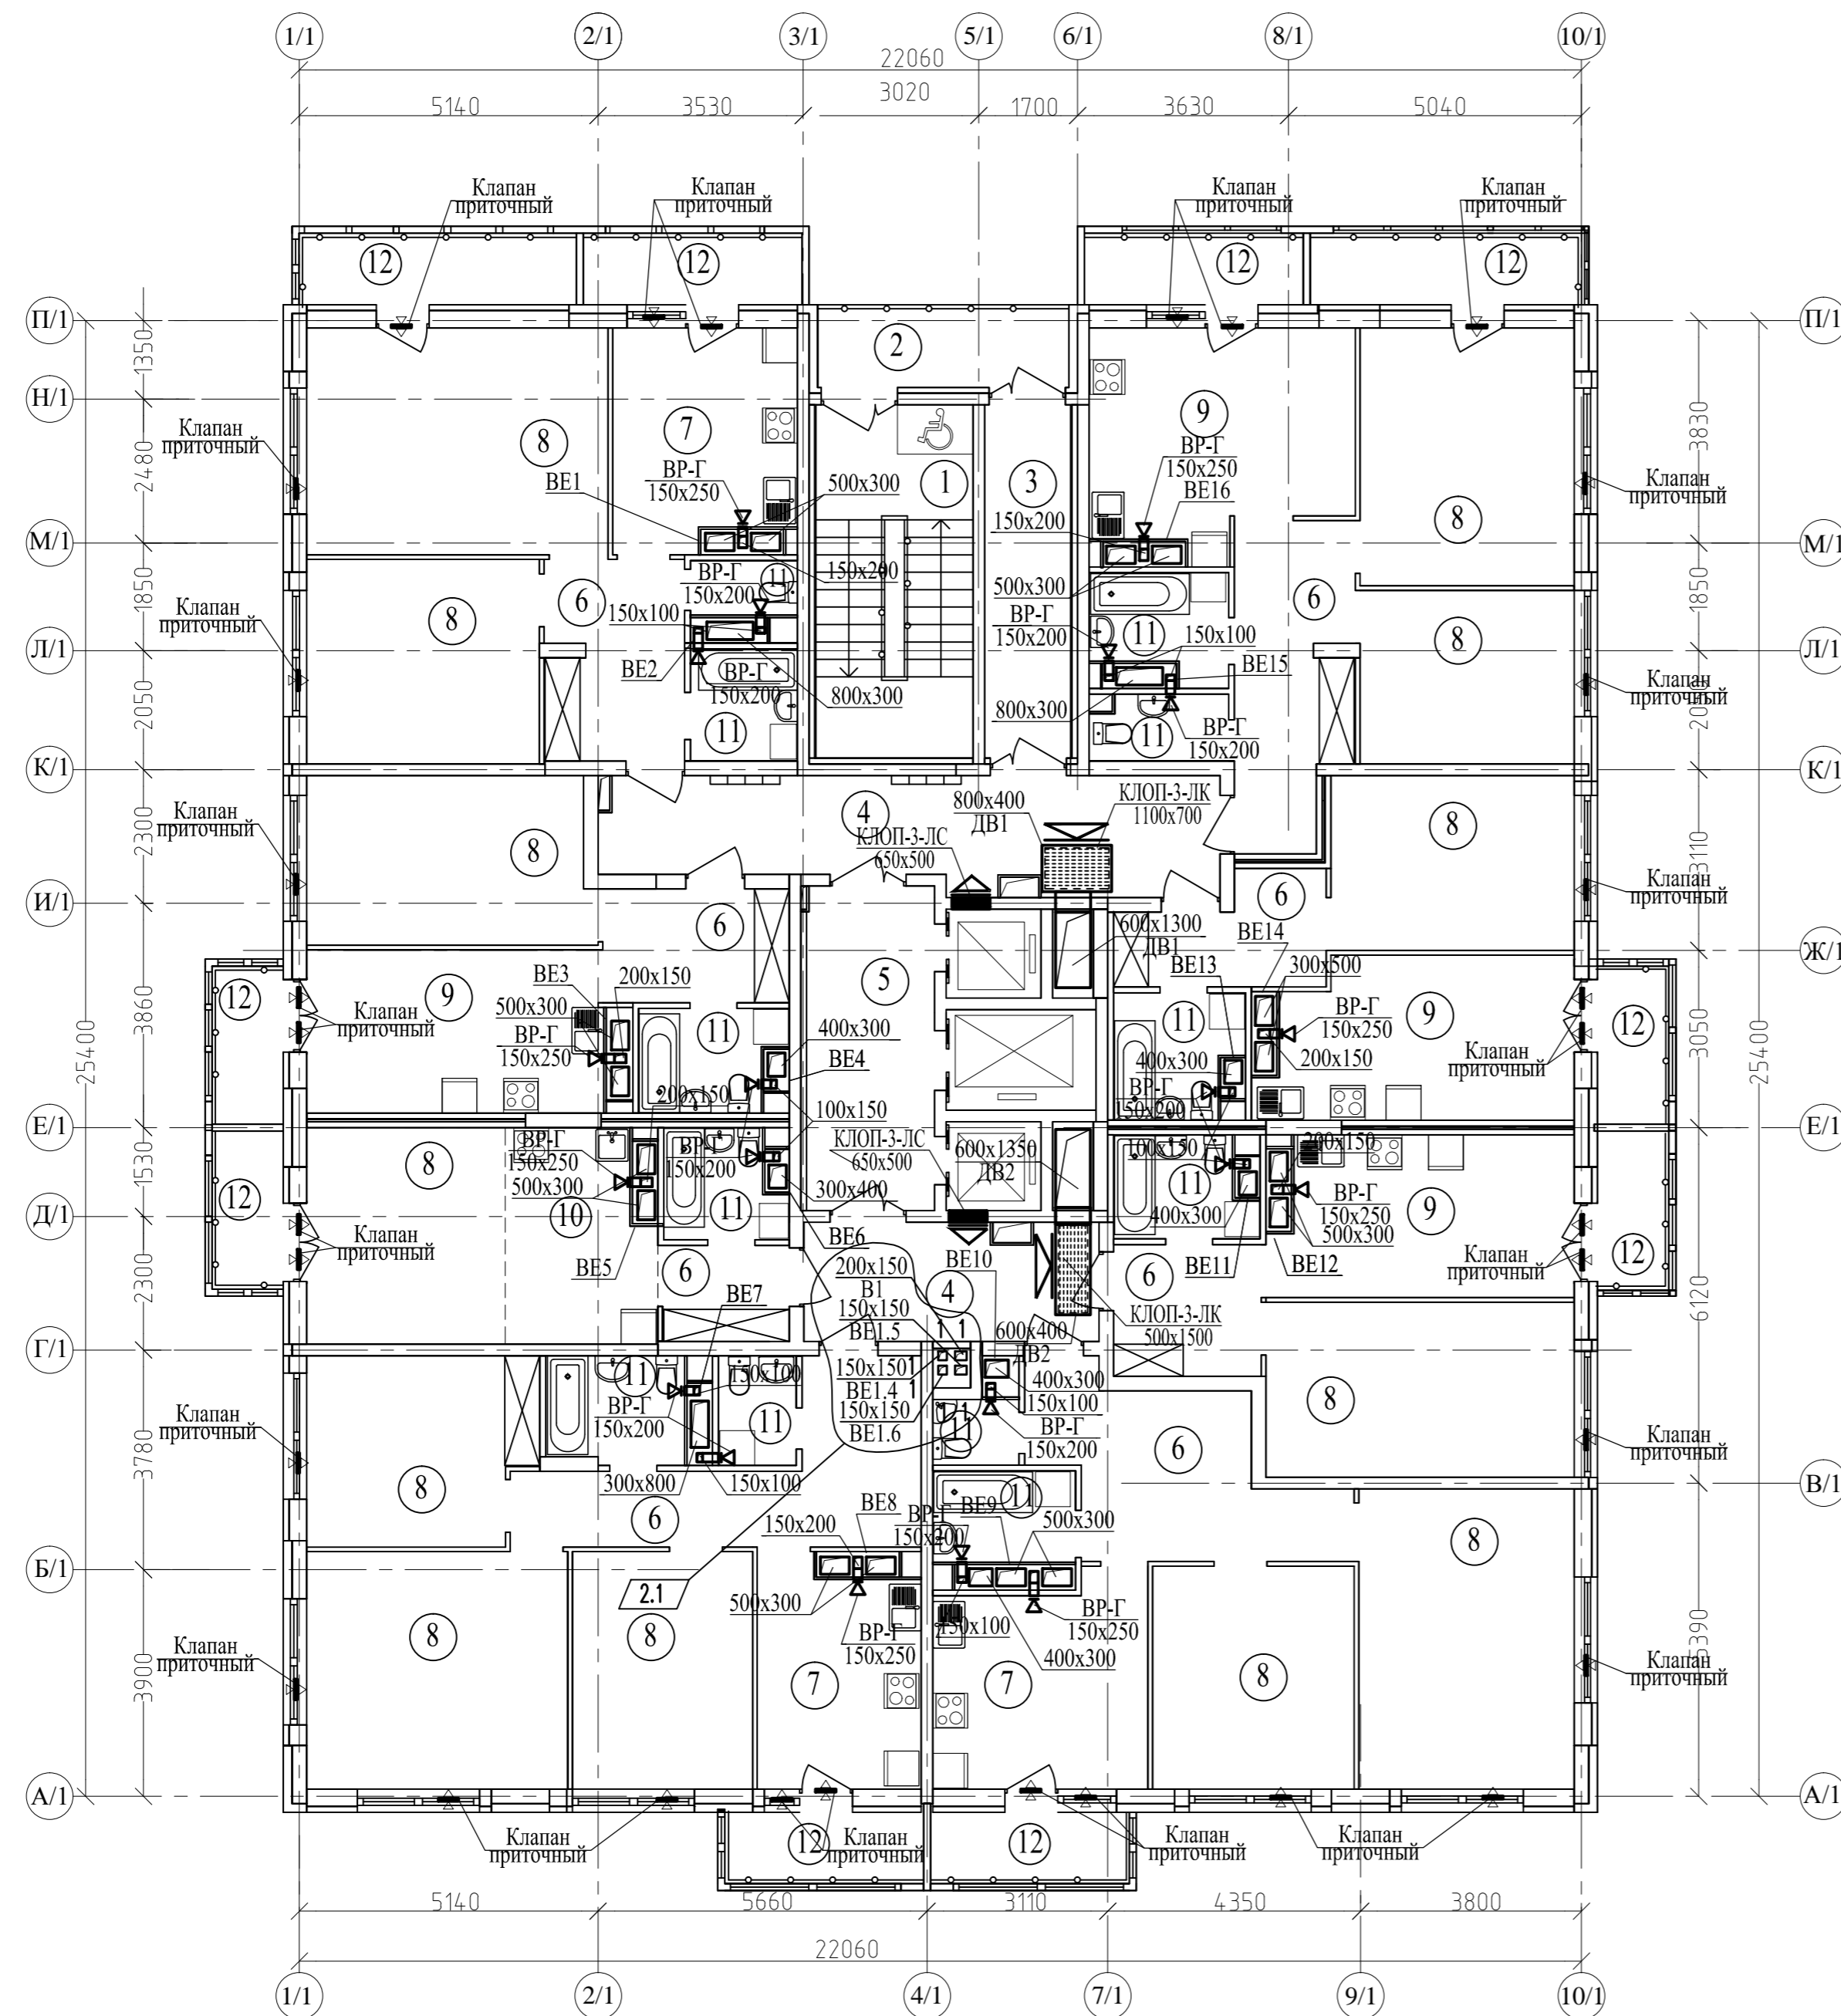 1/1
2/1
3/1
5/1
6/1
8/1
10/1
22060
5140
3530
3020
1700
3630
5040
Клапан
приточный
Клапан
приточный
Клапан
приточный
Клапан
приточный
12
12
12
12
П/1
П/1
1350
2
Н/1
Клапан
приточный
8
7
ВР-Г
150х250
ВЕ1
500х300
1
3
9
ВР-Г
150х250
ВЕ16
150х200
Клапан
приточный
8
2480
3830
М/1
М/1
150х200
500х300
11
ВР-Г
150х200
150х100
Клапан
приточный
8
6
ВР-Г
150х200
11
150х100
6
8
1850
1850
Л/1
Л/1
ВЕ2
ВР-Г
150х200
800х300
ВЕ15
800х300
Клапан
приточный
11
11
ВР-Г
150х200
2050
К/1
К/1
Клапан
приточный
8
4
800х400
ДВ1
КЛОП-3-ЛК
1100х700
КЛОП-3-ЛС
650х500
8
Клапан
приточный
2300
3110
И/1
6
6
600х1300
ДВ1
ВЕ14
Ж/1
12
Клапан
приточный
9
ВЕ3
200х150
500х300
ВР-Г
150х250
11
5
400х300
ВЕ4
ВЕ13
300х500
11
ВР-Г
150х250
9
12
Клапан
приточный
200х150
400х300
3860
3050
25400
25400
200х150
100х150
ВР-Г
150х200
Е/1
Е/1
8
ВР-Г
150х250
ВР-Г
150х200
КЛОП-3-ЛС
650х500
600х1350
ДВ2
100х150
200х150
500х300
300х400
11
ВР-Г
150х250
500х300
1530
12
10
11
400х300
9
Д/1
Д/1
Клапан
приточный
ВЕ5
6
ВЕ6
ВЕ10
6
ВЕ11
ВЕ12
Клапан
приточный
12
2300
6120
ВЕ7
200х150
В1
150х150
ВЕ1.5
4
КЛОП-3-ЛК
500х1500
600х400
ДВ2
Г/1
Г/1
11
150х100
150х150
ВЕ1.4
150х150
ВЕ1.6
400х300
150х100
ВР-Г
150х200
8
Клапан
приточный
ВР-Г
150х200
11
11
6
Клапан
приточный
3780
8
300х800
150х100
В/1
6
ВЕ8
150х200
ВР-Г
150х200
ВЕ9
11
500х300
8
Б/1
Б/1
2.1
500х300
ВР-Г
150х250
150х100
ВР-Г
150х250
400х300
Клапан
приточный
8
8
7
7
8
Клапан
приточный
3900
5390
А/1
А/1
Клапан
приточный
12
Клапан
приточный
12
Клапан
приточный
Клапан
приточный
5140
5660
3110
4350
3800
22060
1/1
2/1
4/1
7/1
9/1
10/1